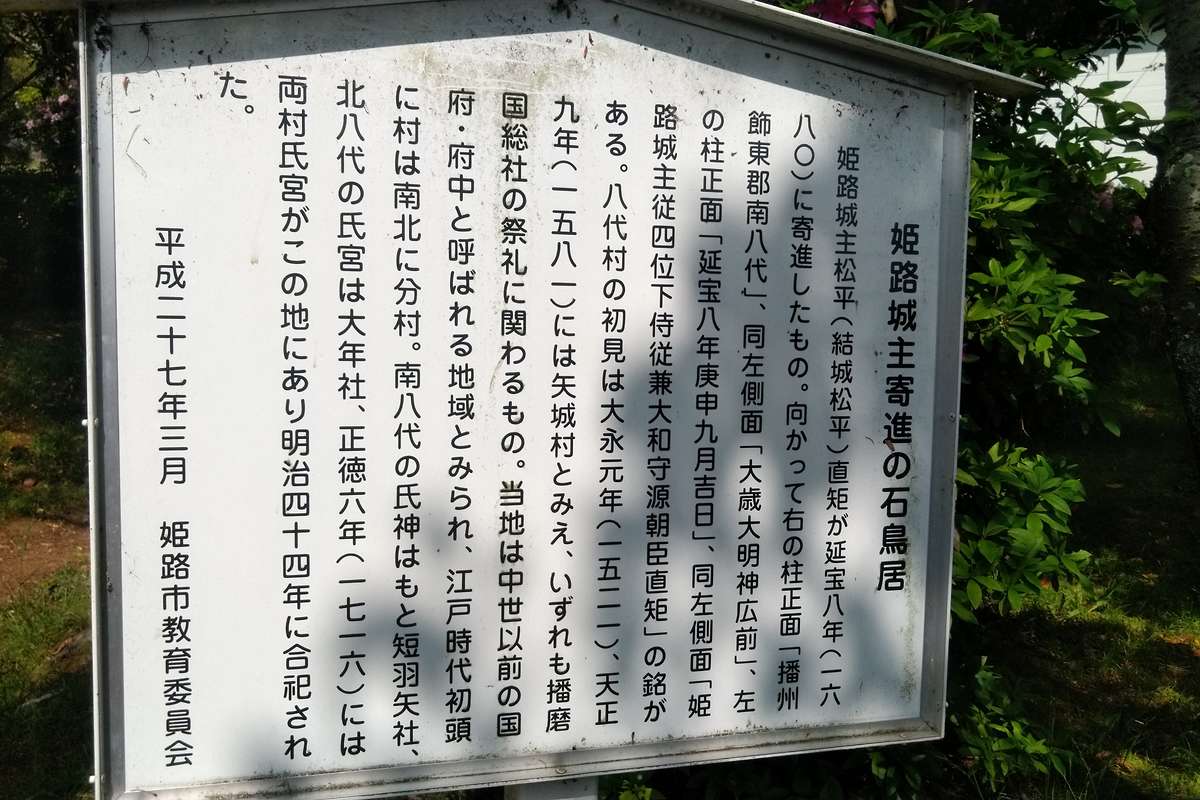 姫路城主寄進の石鳥居
姫路城主松平（結城松平）直矩が延宝八年（一六
八〇）に寄進したもの。向かって右の柱正面「播州
飾東郡南八代」、同左側面「大歳大明神広前」、左
の柱正面「延宝八年庚申九月吉日」、同左側面「姫
路城主従四位下侍従兼大和守源朝臣直矩」の銘が
ある。八代村の初見は大永元年（一五二一）、天正
九年（一五八一）には矢城村とみえ、いずれも播磨
国総社の祭礼に関わるもの。当地は中世以前の国
府・府中と呼ばれる地域とみられ、江戸時代初頭
に村は南北に分村。南八代の氏神はもと短羽矢社、
北八代の氏宮は大年社、正徳六年（一七一六）には
両村氏宮がこの地にあり明治四十四年に合祀され
た。
平成二十七年三月　姫路市教育委員会